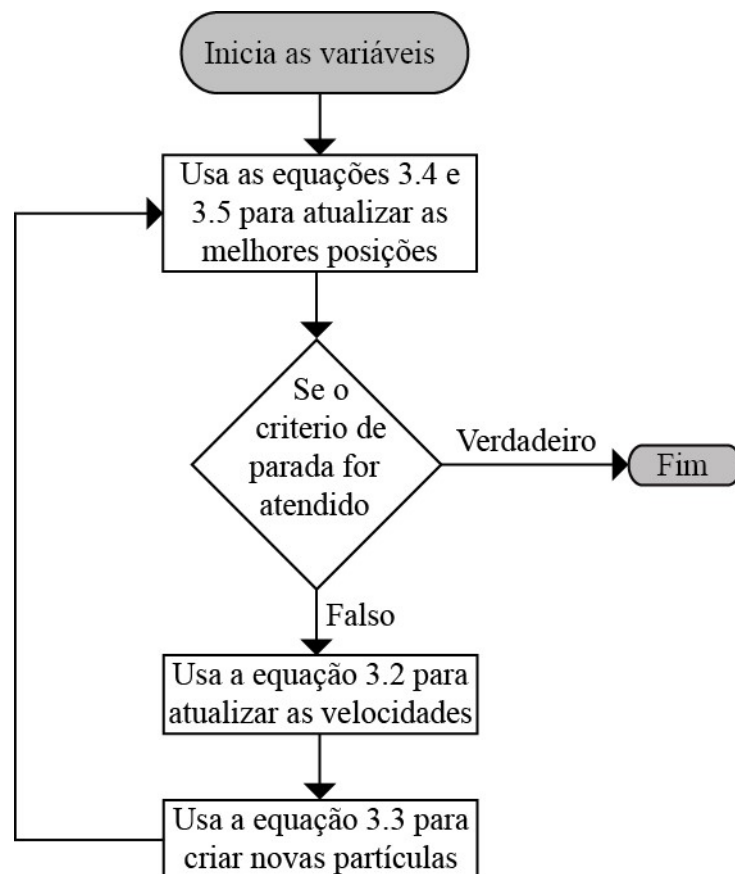 Inicia as variáveis
Usa as equações 3.4 e
3.5 para atualizar as
melhores posições
Se o
criterio de
parada for
atendido
Verdadeiro
Fim
Falso
Usa a equação 3.2 para
atualizar as velocidades
Usa a equação 3.3 para
criar novas partículas